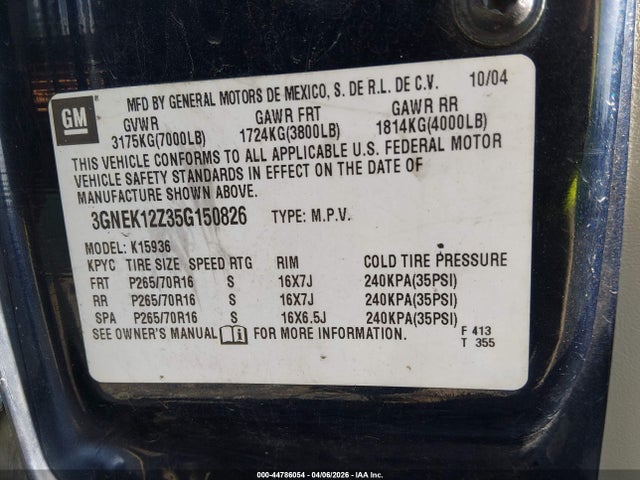 GM
MFD BY GENERAL MOTORS DE MEXICO, S. DE R.L. DE C.V. 10/04
GVWR GAWR FRT GAWR RR
3175KG(7000LB) 1724KG(3800LB) 1814KG(4000LB)
THIS VEHICLE CONFORMS TO ALL APPLICABLE U.S. FEDERAL MOTOR
VEHICLE SAFETY STANDARDS IN EFFECT ON THE DATE OF
MANUFACTURE SHOWN ABOVE.
3GNEK12Z35G150826 TYPE: M.P.V.
MODEL: K15936
KPYC TIRE SIZE SPEED RTG RIM COLD TIRE PRESSURE
FRT P265/70R16 S 16X7J 240KPA(35PSI)
RR P265/70R16 S 16X7J 240KPA(35PSI)
SPA P265/70R16 S 16X6.5J 240KPA(35PSI)
SEE OWNER'S MANUAL FOR MORE INFORMATION. F 413
T 355
000-44786054 - 04/06/2026 - IAA Inc.